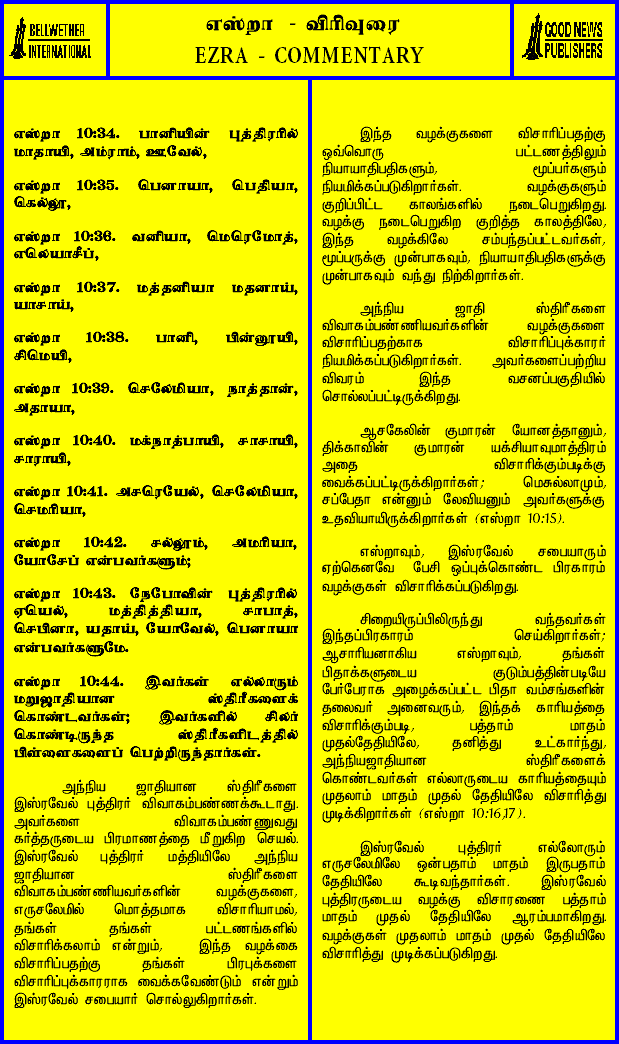 BELLWETHER
INTERNATIONAL
எஸ்றா - விரிவுரை
EZRA - COMMENTARY
GOOD NEWS
PUBLISHERS
எஸ்றா 10:34. பானியின் புத்திரரில்
மாதாயி, அம்ராம், ஊவேல்,
எஸ்றா 10:35. பெனாயா, பெதியா,
கெல்லூ,
எஸ்றா 10:36. வனியா, மெரெமோத்,
எலெயாசீப்,
எஸ்றா 10:37. மத்தனியா மதனாய்,
யாசாய்,
எஸ்றா 10:38. பானி, பின்னூயி,
சிமெயி,
எஸ்றா 10:39. செலேமியா, நாத்தான்,
அதாயா,
எஸ்றா 10:40. மக்நாத்பாயி, சாசாயி,
சாராயி,
எஸ்றா 10:41. அசரெயேல், செலேமியா,
செமரியா,
எஸ்றா 10:42. சல்லூம், அமரியா,
யோசேப் என்பவர்களும்;
எஸ்றா 10:43. நேபோவின் புத்திரரில்
ஏயெல், மத்தித்தியா, சாபாத்,
செபினா, யதாய், யோவேல், பெனாயா
என்பவர்களுமே.
எஸ்றா 10:44. இவர்கள் எல்லாரும்
மறுஜாதியான ஸ்திரீகளைக்
கொண்டவர்கள்; இவர்களில் சிலர்
கொண்டிருந்த ஸ்திரீகளிடத்தில்
பிள்ளைகளைப் பெற்றிருந்தார்கள்.
அந்நிய ஜாதியான ஸ்திரீகளை
இஸ்ரவேல் புத்திரர் விவாகம்பண்ணக்கூடாது.
அவர்களை விவாகம்பண்ணுவது
கர்த்தருடைய பிரமாணத்தை மீறுகிற செயல்.
இஸ்ரவேல் புத்திரர் மத்தியிலே அந்நிய
ஜாதியான ஸ்திரீகளை
விவாகம்பண்ணியவர்களின் வழக்குகளை,
எருசலேமில் மொத்தமாக விசாரியாமல்,
தங்கள் தங்கள் பட்டணங்களில்
விசாரிக்கலாம் என்றும், இந்த வழக்கை
விசாரிப்பதற்கு தங்கள் பிரபுக்களை
விசாரிப்புக்காரராக வைக்கவேண்டும் என்றும்
இஸ்ரவேல் சபையார் சொல்லுகிறார்கள்.
இந்த வழக்குகளை விசாரிப்பதற்கு
ஒவ்வொரு பட்டணத்திலும்
நியாயாதிபதிகளும், மூப்பர்களும்
நியமிக்கப்படுகிறார்கள். வழக்குகளும்
குறிப்பிட்ட காலங்களில் நடைபெறுகிறது.
வழக்கு நடைபெறுகிற குறித்த காலத்திலே,
இந்த வழக்கிலே சம்பந்தப்பட்டவர்கள்,
மூப்பருக்கு முன்பாகவும், நியாயாதிபதிகளுக்கு
முன்பாகவும் வந்து நிற்கிறார்கள்.
அந்நிய ஜாதி ஸ்திரீகளை
விவாகம்பண்ணியவர்களின் வழக்குகளை
விசாரிப்பதற்காக விசாரிப்புக்காரர்
நியமிக்கப்படுகிறார்கள். அவர்களைப்பற்றிய
விவரம் இந்த வசனப்பகுதியில்
சொல்லப்பட்டிருக்கிறது.
ஆசகேலின் குமாரன் யோனத்தானும்,
திக்காவின் குமாரன் யக்சியாவுமாத்திரம்
அதை விசாரிக்கும்படிக்கு
வைக்கப்பட்டிருக்கிறார்கள்; மெசுல்லாமும்,
சப்பேதா என்னும் லேவியனும் அவர்களுக்கு
உதவியாயிருக்கிறார்கள் (எஸ்றா 10:15).
எஸ்றாவும், இஸ்ரவேல் சபையாரும்
ஏற்கெனவே பேசி ஒப்புக்கொண்ட பிரகாரம்
வழக்குகள் விசாரிக்கப்படுகிறது.
சிறையிருப்பிலிருந்து வந்தவர்கள்
இந்தப்பிரகாரம் செய்கிறார்கள்;
ஆசாரியனாகிய எஸ்றாவும், தங்கள்
பிதாக்களுடைய குடும்பத்தின்படியே
பேர்பேராக அழைக்கப்பட்ட பிதா வம்சங்களின்
தலைவர் அனைவரும், இந்தக் காரியத்தை
விசாரிக்கும்படி, பத்தாம் மாதம்
முதல்தேதியிலே, தனித்து உட்கார்ந்து,
அந்நியஜாதியான ஸ்திரீகளைக்
கொண்டவர்கள் எல்லாருடைய காரியத்தையும்
முதலாம் மாதம் முதல் தேதியிலே விசாரித்து
முடிக்கிறார்கள் (எஸ்றா 10:16,17).
இஸ்ரவேல் புத்திரர் எல்லோரும்
எருசலேமிலே ஒன்பதாம் மாதம் இருபதாம்
தேதியிலே கூடிவந்தார்கள். இஸ்ரவேல்
புத்திரருடைய வழக்கு விசாரணை பத்தாம்
மாதம் முதல் தேதியிலே ஆரம்பமாகிறது.
வழக்குகள் முதலாம் மாதம் முதல் தேதியிலே
விசாரித்து முடிக்கப்படுகிறது.